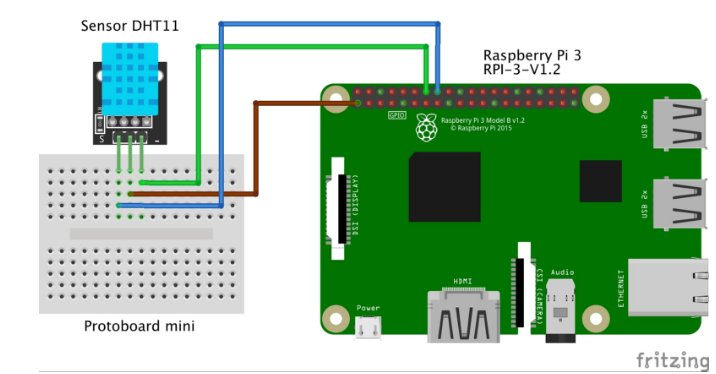 Sensor DHT11
Raspberry Pi 3
RPI-3-V1.2
S
-
GPIO
Raspberry Pi 3 Model B v1.2
© Raspberry Pi 2015
USB 2x
DSI (DISPLAY)
USB 2x
HDMI
CSI (CAMERA)
Audio
ETHERNET
Power
Protoboard mini
fritzing